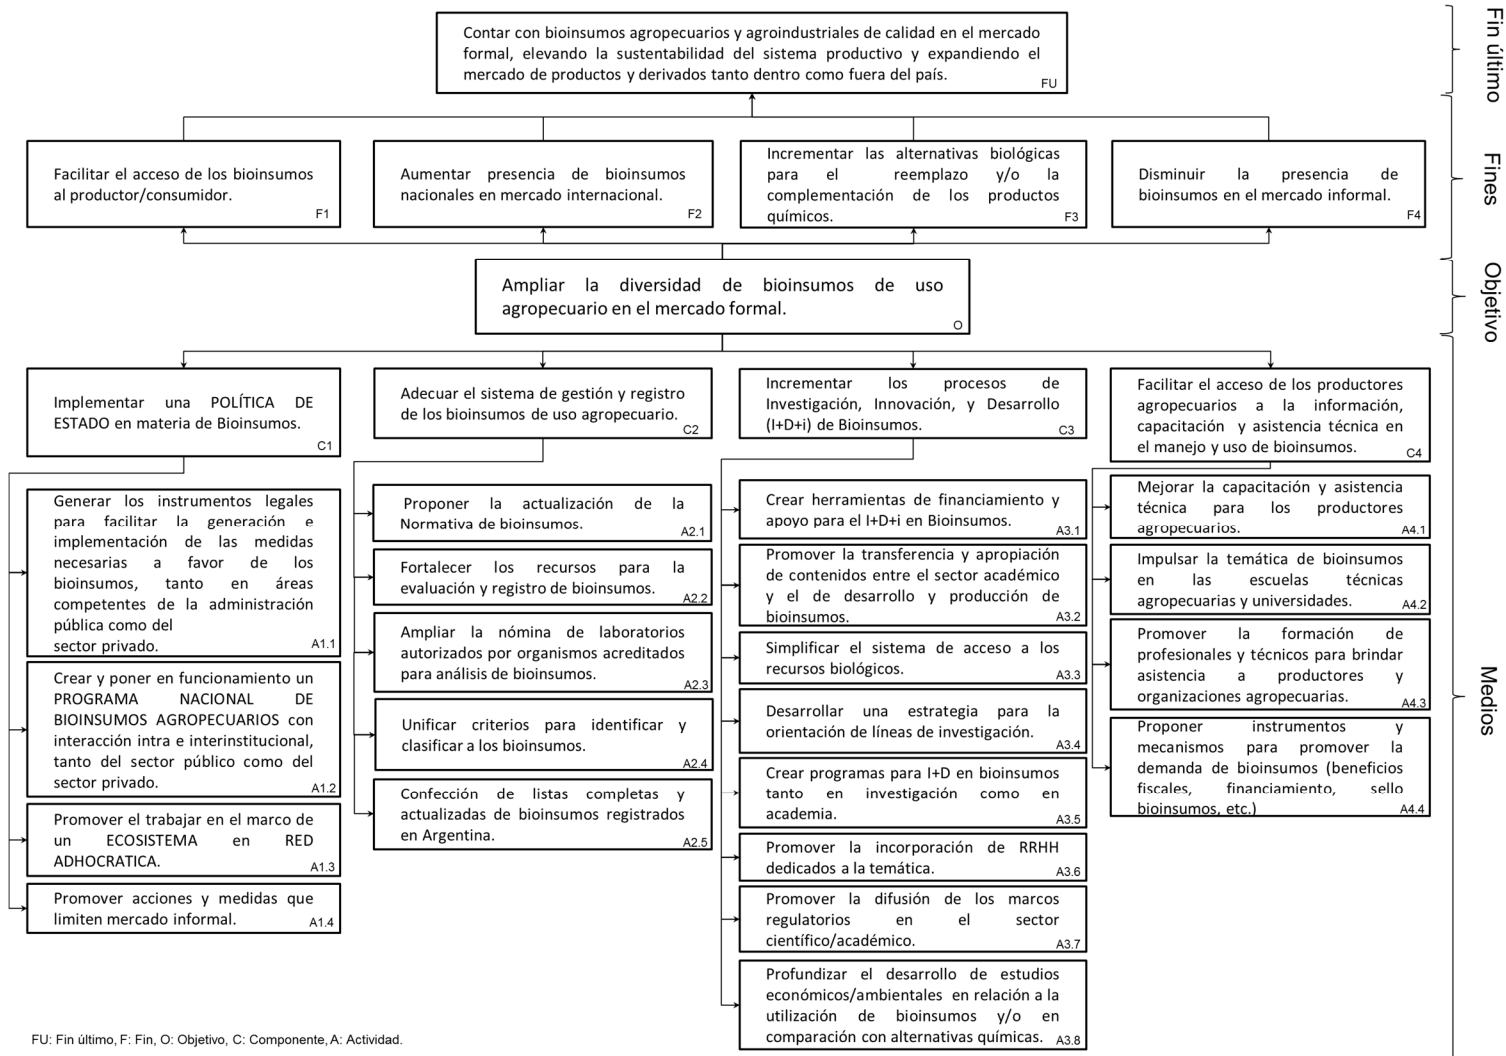 Contar con bioinsumos agropecuarios y agroindustriales de calidad en el mercado
formal, elevando la sustentabilidad del sistema productivo y expandiendo el
mercado de productos y derivados tanto dentro como fuera del país.
FU
Fin último
Facilitar el acceso de los bioinsumos
al productor/consumidor.
F1
Aumentar presencia de bioinsumos
nacionales en mercado internacional.
F2
Incrementar las alternativas biológicas
para el reemplazo y/o la
complementación de los productos
químicos.
F3
Disminuir la presencia de
bioinsumos en el mercado informal.
F4
Fines
Ampliar la diversidad de bioinsumos de uso
agropecuario en el mercado formal.
O
Objetivo
Implementar una POLÍTICA DE
ESTADO en materia de Bioinsumos.
C1
Adecuar el sistema de gestión y registro
de los bioinsumos de uso agropecuario.
C2
Incrementar los procesos de
Investigación, Innovación, y Desarrollo
(I+D+i) de Bioinsumos.
C3
Facilitar el acceso de los productores
agropecuarios a la información,
capacitación y asistencia técnica en
el manejo y uso de bioinsumos.
C4
Generar los instrumentos legales
para facilitar la generación e
implementación de las medidas
necesarias a favor de los
bioinsumos, tanto en áreas
competentes de la administración
pública como del
sector privado.
A1.1
Crear y poner en funcionamiento un
PROGRAMA NACIONAL DE
BIOINSUMOS AGROPECUARIOS con
interacción intra e interinstitucional,
tanto del sector público como del
sector privado.
A1.2
Promover el trabajar en el marco de
un ECOSISTEMA en RED
ADHOCRATICA.
A1.3
Promover acciones y medidas que
limiten mercado informal.
A1.4
Proponer la actualización de la
Normativa de bioinsumos.
A2.1
Fortalecer los recursos para la
evaluación y registro de bioinsumos.
A2.2
Ampliar la nómina de laboratorios
autorizados por organismos acreditados
para análisis de bioinsumos.
A2.3
Unificar criterios para identificar y
clasificar a los bioinsumos.
A2.4
Confección de listas completas y
actualizadas de bioinsumos registrados
en Argentina.
A2.5
Crear herramientas de financiamiento y
apoyo para el I+D+i en Bioinsumos.
A3.1
Promover la transferencia y apropiación
de contenidos entre el sector académico
y el de desarrollo y producción de
bioinsumos.
A3.2
Simplificar el sistema de acceso a los
recursos biológicos.
A3.3
Desarrollar una estrategia para la
orientación de líneas de investigación.
A3.4
Crear programas para I+D en bioinsumos
tanto en investigación como en
academia.
A3.5
Promover la incorporación de RRHH
dedicados a la temática.
A3.6
Promover la difusión de los marcos
regulatorios en el sector
científico/académico.
A3.7
Profundizar el desarrollo de estudios
económicos/ambientales en relación a la
utilización de bioinsumos y/o en
comparación con alternativas químicas.
A3.8
Mejorar la capacitación y asistencia
técnica para los productores
agropecuarios.
A4.1
Impulsar la temática de bioinsumos
en las escuelas técnicas
agropecuarias y universidades.
A4.2
Promover la formación de
profesionales y técnicos para brindar
asistencia a productores y
organizaciones agropecuarias.
A4.3
Proponer instrumentos y
mecanismos para promover la
demanda de bioinsumos (beneficios
fiscales, financiamiento, sello
bioinsumos, etc.)
A4.4
Medios
FU: Fin último, F: Fin, O: Objetivo, C: Componente, A: Actividad.